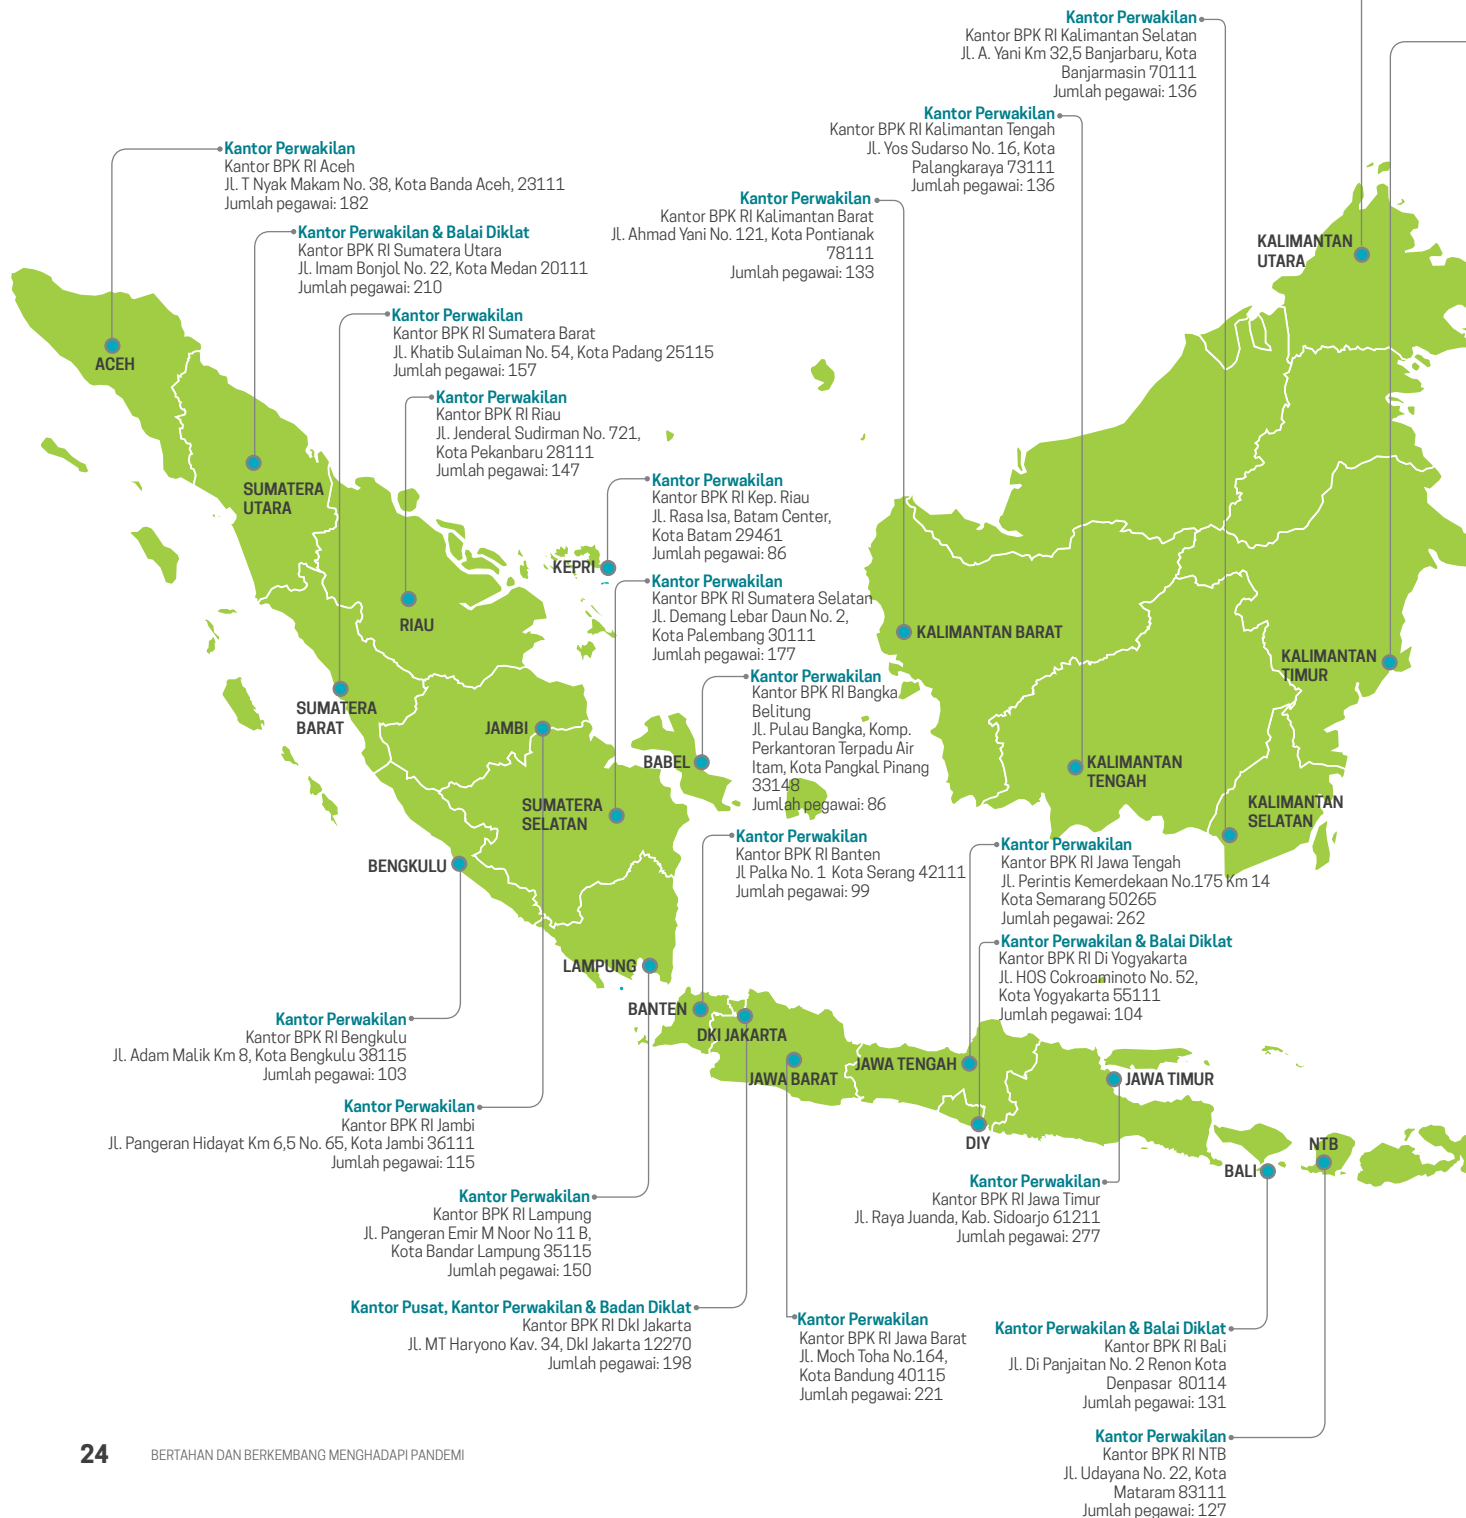 Kantor Perwakilan
Kantor BPK RI Kalimantan Selatan
Jl. A. Yani Km 32,5 Banjarbaru, Kota
Banjarmasin 70111
Jumlah pegawai: 136
Kantor Perwakilan
Kantor BPK RI Kalimantan Tengah
Jl. Yos Sudarso No. 16, Kota
Palangkaraya 73111
Jumlah pegawai: 136
Kantor Perwakilan
Kantor BPK RI Aceh
Jl. T Nyak Makam No. 38, Kota Banda Aceh, 23111
Jumlah pegawai: 182
Kantor Perwakilan
Kantor BPK RI Kalimantan Barat
Jl. Ahmad Yani No. 121, Kota Pontianak
78111
Jumlah pegawai: 133
Kantor Perwakilan & Balai Diklat
Kantor BPK RI Sumatera Utara
Jl. Imam Bonjol No. 22, Kota Medan 20111
Jumlah pegawai: 210
KALIMANTAN
UTARA
Kantor Perwakilan
Kantor BPK RI Sumatera Barat
Jl. Khatib Sulaiman No. 54, Kota Padang 25115
Jumlah pegawai: 157
ACEH
Kantor Perwakilan
Kantor BPK RI Riau
Jl. Jenderal Sudirman No. 721,
Kota Pekanbaru 28111
Jumlah pegawai: 147
SUMATERA
UTARA
Kantor Perwakilan
Kantor BPK RI Kep. Riau
Jl. Rasa Isa, Batam Center,
Kota Batam 29461
Jumlah pegawai: 86
KEPRI
Kantor Perwakilan
Kantor BPK RI Sumatera Selatan
Jl. Demang Lebar Daun No. 2,
Kota Palembang 30111
Jumlah pegawai: 177
RIAU
KALIMANTAN BARAT
KALIMANTAN
TIMUR
Kantor Perwakilan
Kantor BPK RI Bangka
Belitung
Jl. Pulau Bangka, Komp.
Perkantoran Terpadu Air
Itam, Kota Pangkal Pinang
33148
Jumlah pegawai: 86
SUMATERA
BARAT
JAMBI
BABEL
KALIMANTAN
TENGAH
SUMATERA
SELATAN
KALIMANTAN
SELATAN
BENGKULU
Kantor Perwakilan
Kantor BPK RI Banten
Jl Palka No. 1 Kota Serang 42111
Jumlah pegawai: 99
Kantor Perwakilan
Kantor BPK RI Jawa Tengah
Jl. Perintis Kemerdekaan No.175 Km 14
Kota Semarang 50265
Jumlah pegawai: 262
Kantor Perwakilan & Balai Diklat
Kantor BPK RI Di Yogyakarta
Jl. HOS Cokroaminoto No. 52,
Kota Yogyakarta 55111
Jumlah pegawai: 104
LAMPUNG
BANTEN
DKI JAKARTA
JAWA BARAT
JAWA TENGAH
JAWA TIMUR
DIY
BALI
NTB
Kantor Perwakilan
Kantor BPK RI Bengkulu
Jl. Adam Malik Km 8, Kota Bengkulu 38115
Jumlah pegawai: 103
Kantor Perwakilan
Kantor BPK RI Jambi
Jl. Pangeran Hidayat Km 6,5 No. 65, Kota Jambi 36111
Jumlah pegawai: 115
Kantor Perwakilan
Kantor BPK RI Jawa Timur
Jl. Raya Juanda, Kab. Sidoarjo 61211
Jumlah pegawai: 277
Kantor Perwakilan
Kantor BPK RI Lampung
Jl. Pangeran Emir M Noor No 11 B,
Kota Bandar Lampung 35115
Jumlah pegawai: 150
Kantor Pusat, Kantor Perwakilan & Badan Diklat
Kantor BPK RI DkI Jakarta
Jl. MT Haryono Kav. 34, DkI Jakarta 12270
Jumlah pegawai: 198
Kantor Perwakilan
Kantor BPK RI Jawa Barat
Jl. Moch Toha No.164,
Kota Bandung 40115
Jumlah pegawai: 221
Kantor Perwakilan & Balai Diklat
Kantor BPK RI Bali
Jl. Di Panjaitan No. 2 Renon Kota
Denpasar 80114
Jumlah pegawai: 131
Kantor Perwakilan
Kantor BPK RI NTB
Jl. Udayana No. 22, Kota
Mataram 83111
Jumlah pegawai: 127
24 BERTAHAN DAN BERKEMBANG MENGHADAPI PANDEMI